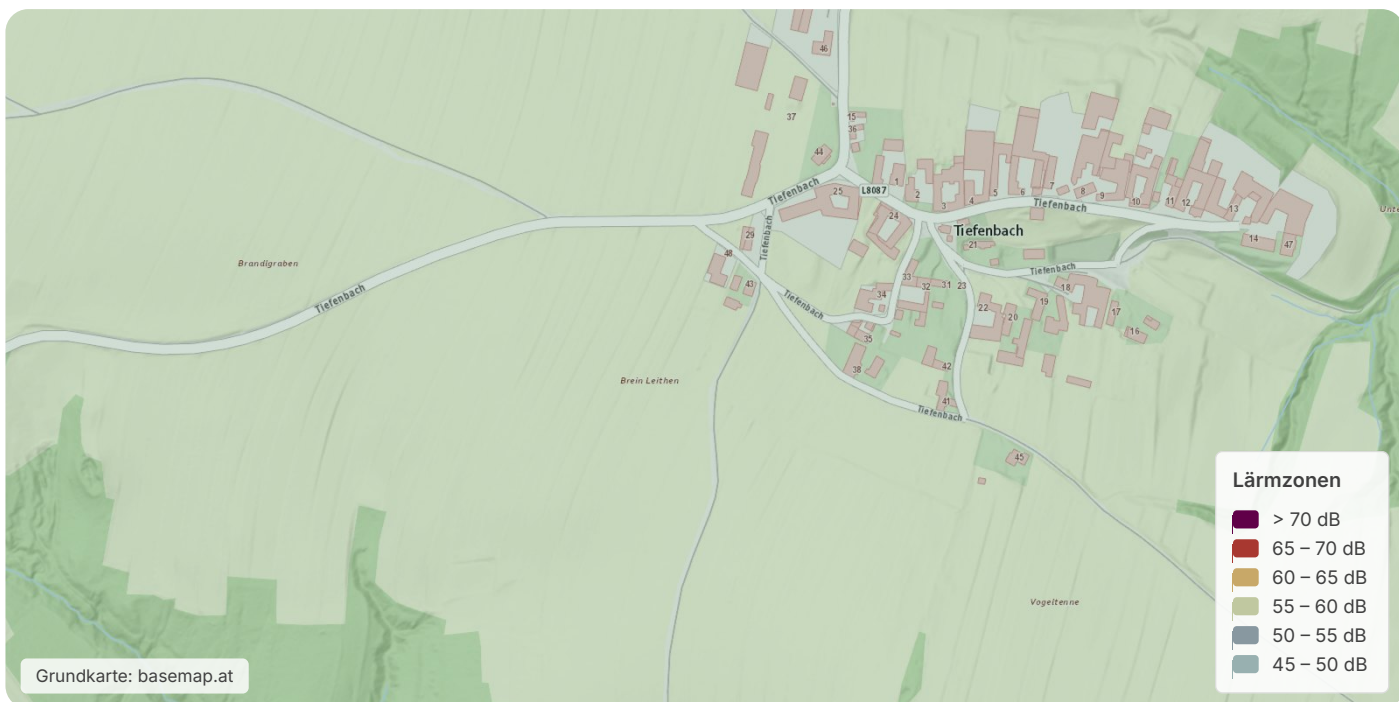 46
37
15
36
44
Tiefenbach
25
L8087
1
2
3
4
5
6
7
8
9
10
11
12
13
14
47
Tiefenbach
24
Tiefenbach
21
29
Tiefenbach
48
43
Brandlgraben
Tiefenbach
Tiefenbach
33
34
32
31
23
Tiefenbach
18
22
20
19
17
16
35
38
42
41
Tiefenbach
Brein Leithen
45
Vogeltenne
Lärmzonen
> 70 dB
65 – 70 dB
60 – 65 dB
55 – 60 dB
50 – 55 dB
45 – 50 dB
Grundkarte: basemap.at